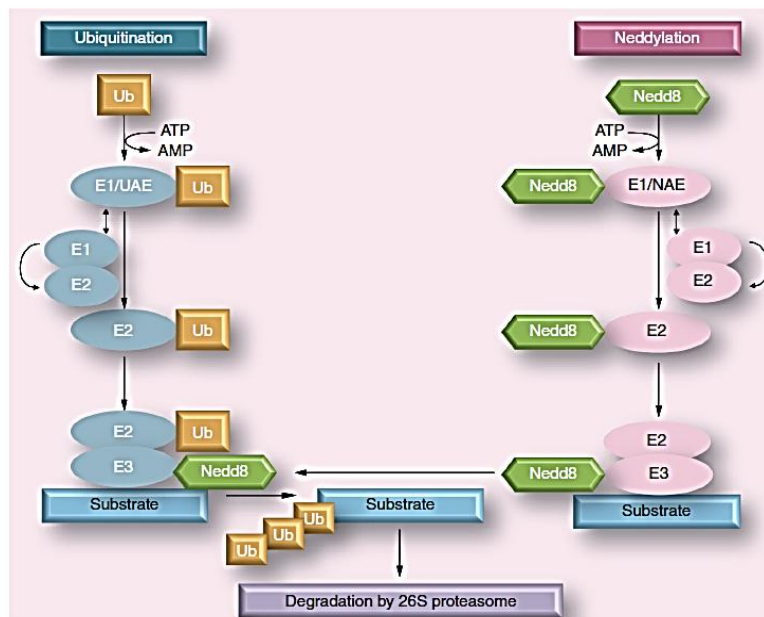 Ubiquitination
Neddylation
Ub
Nedd8
ATP
AMP
ATP
AMP
E1/UAE
Ub
Nedd8
E1/NAE
E1
E2
E1
E2
E2
Ub
Nedd8
E2
E2
Ub
E3
Nedd8
Substrate
E2
Nedd8
E3
Substrate
Ub
Ub
Ub
Substrate
Degradation by 26S proteasome